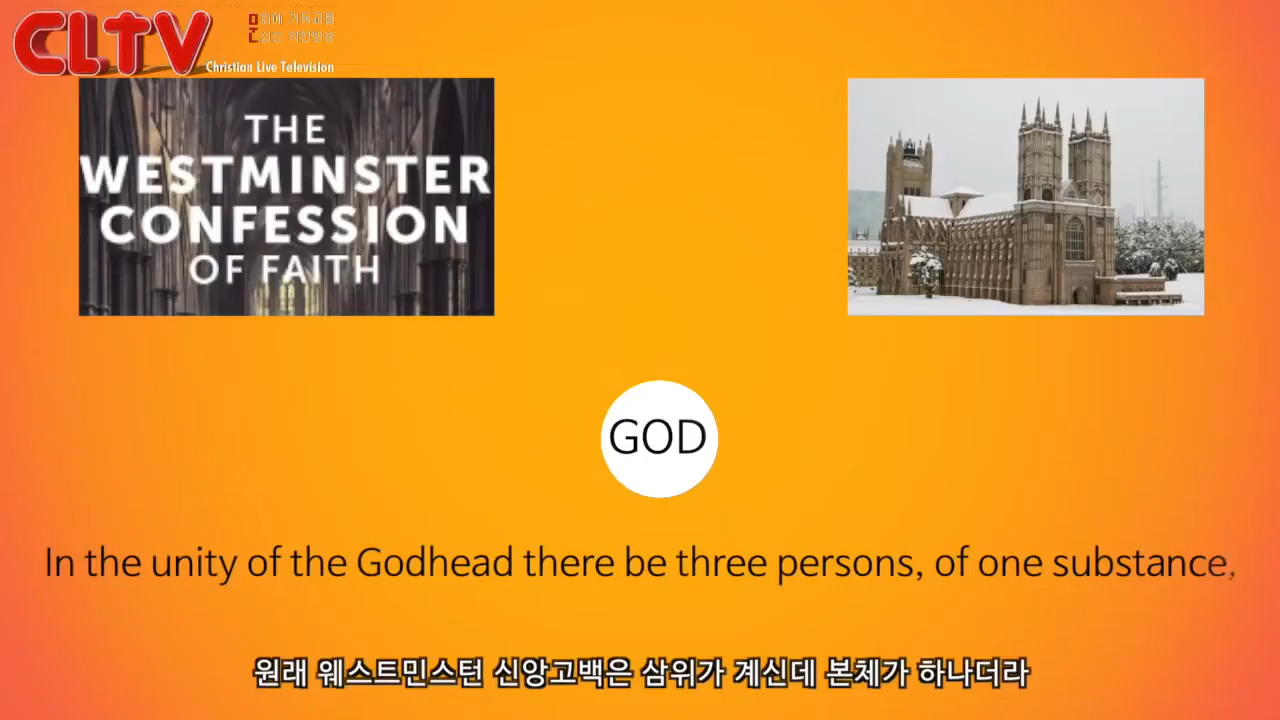 CLTV
Christian Live Television
THE
WESTMINSTER
CONFESSION
OF FAITH
GOD
In the unity of the Godhead there be three persons, of one substance,
원래 웨스트민스턴 신앙고백은 삼위가 계신데 본체가 하나더라